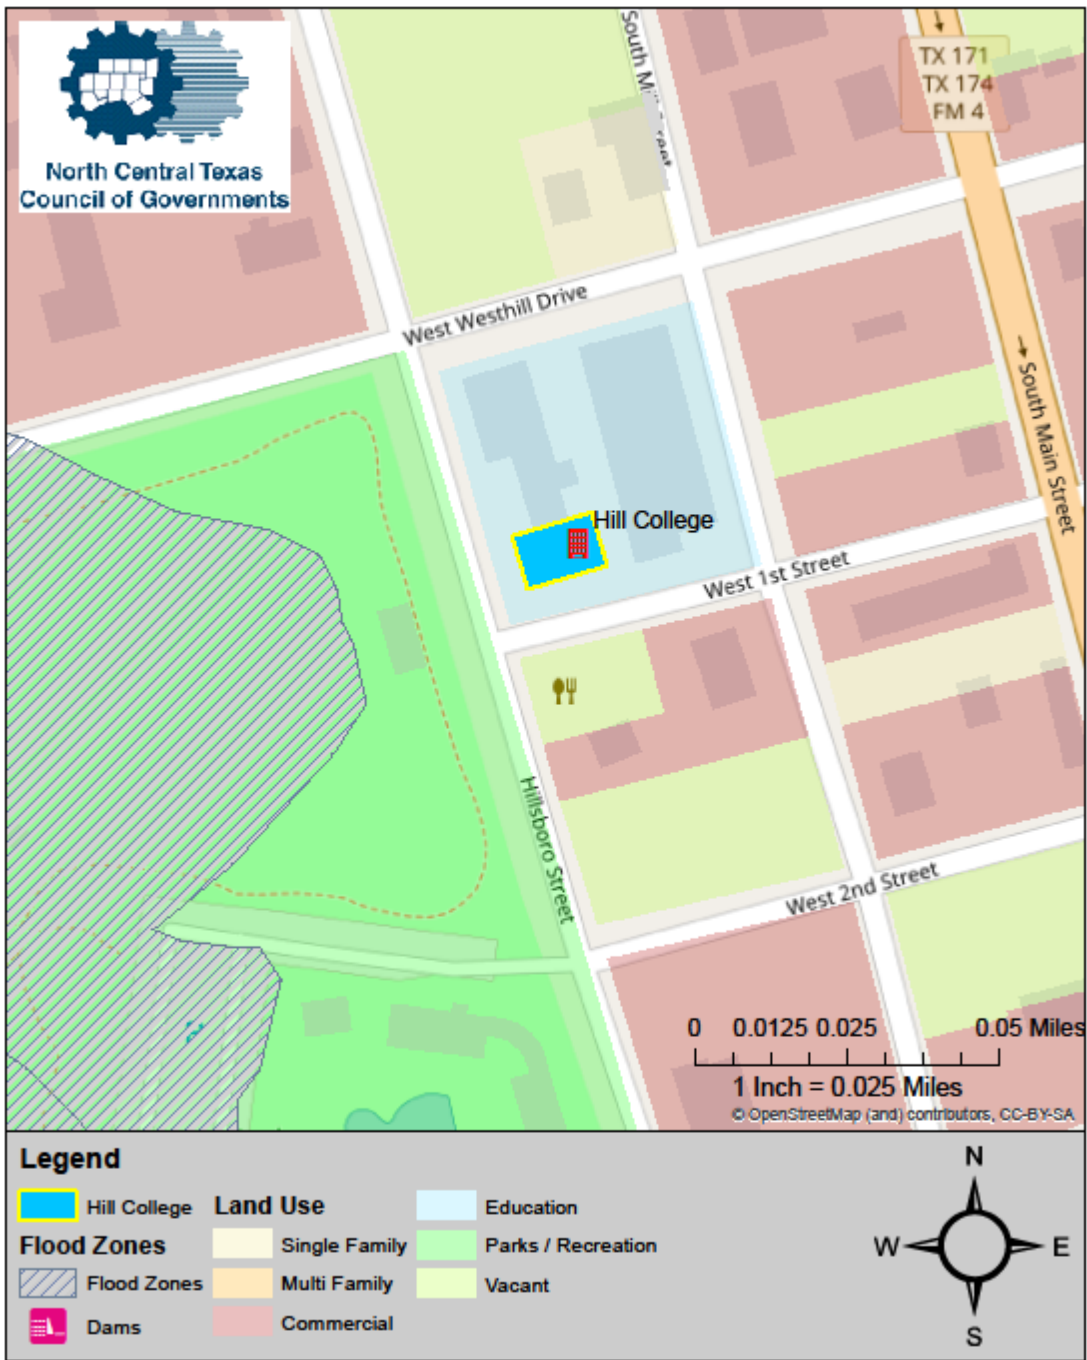 North Central Texas
Council of Governments
South Mill Street
TX 171
TX 174
FM 4
West Westhill Drive
South Main Street
Hill College
West 1st Street
Hillsboro Street
West 2nd Street
0 0.0125 0.025 0.05 Miles
1 Inch = 0.025 Miles
© OpenStreetMap (and) contributors, CC-BY-SA
Legend
Hill College
Flood Zones
Flood Zones
Dams
Land Use
Single Family
Multi Family
Commercial
Education
Parks / Recreation
Vacant
N
W E
S